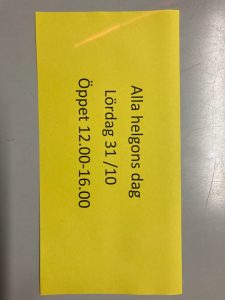 Alla helgons dag
Lördag 31 /10
Öppet 12.00-16.00